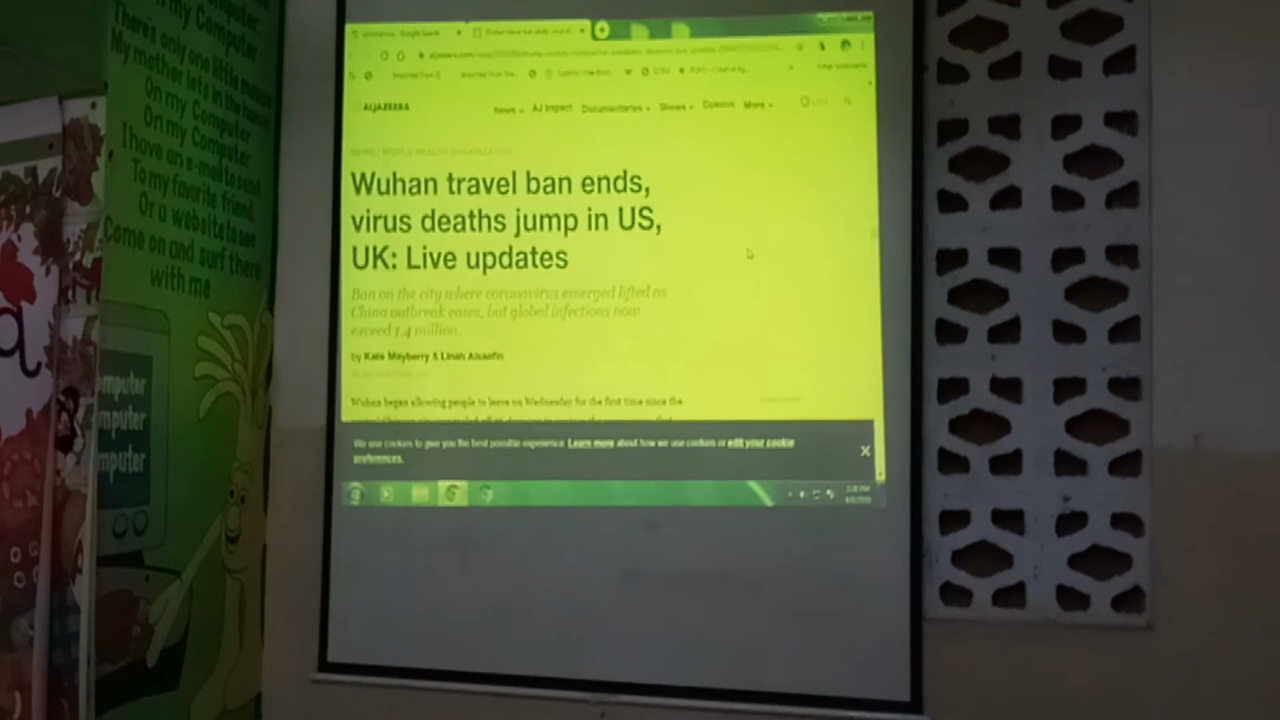 my Computer
On my Computer
There's only one little mouse
My mother lets in the house
On my Computer
On my Computer
I have an e-mail to send
To my favorite friend
Or a website to see
Come on and surf there
with me
omputer
omputer
mputer
a
ALJAZEERA
News
AJ Impact
Documentaries
Shows
Opinion
More
Wuhan travel ban ends,
virus deaths jump in US,
UK: Live updates
Ban on the city where coronavirus emerged lifted as
China outbreak eases, but global infections now
exceed 1.4 million.
by Kate Mayberry & Linah Alsaafin
Wuhan began allowing people to leave on Wednesday for the first time since the
We use cookies to give you the best possible experience. Learn more about how we use cookies or edit your cookie
preferences.